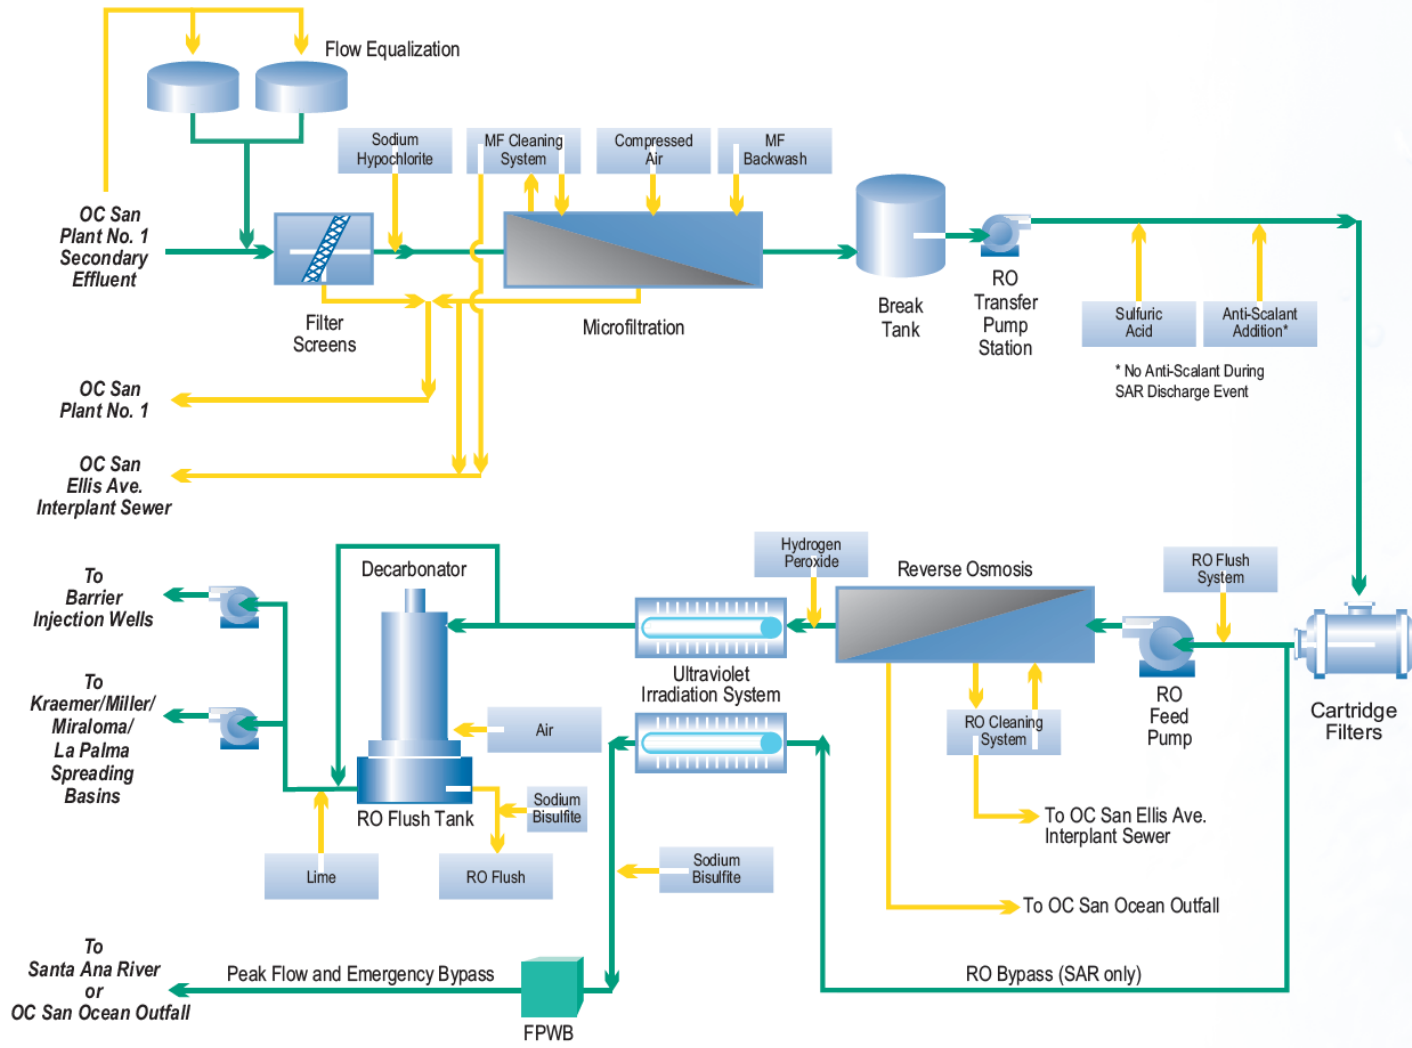 Flow Equalization
Sodium
Hypochlorite
MF Cleaning
System
Compressed
Air
MF
Backwash
OC San
Plant No. 1
Secondary
Effluent
Filter
Screens
Microfiltration
Break
Tank
RO
Transfer
Pump
Station
Sulfuric
Acid
Anti-Scalant
Addition*
* No Anti-Scalant During
SAR Discharge Event
OC San
Plant No. 1
OC San
Ellis Ave.
Interplant Sewer
To
Barrier
Injection Wells
Decarbonator
Hydrogen
Peroxide
Reverse Osmosis
RO Flush
System
Ultraviolet
Irradiation System
RO
Feed
Pump
Cartridge
Filters
To
Kraemer/Miller/
Miraloma/
La Palma
Spreading
Basins
Air
RO Cleaning
System
RO Flush Tank
Sodium
Bisulfite
To OC San Ellis Ave.
Interplant Sewer
Lime
RO Flush
Sodium
Bisulfite
To OC San Ocean Outfall
To
Santa Ana River
or
OC San Ocean Outfall
Peak Flow and Emergency Bypass
FPWB
RO Bypass (SAR only)